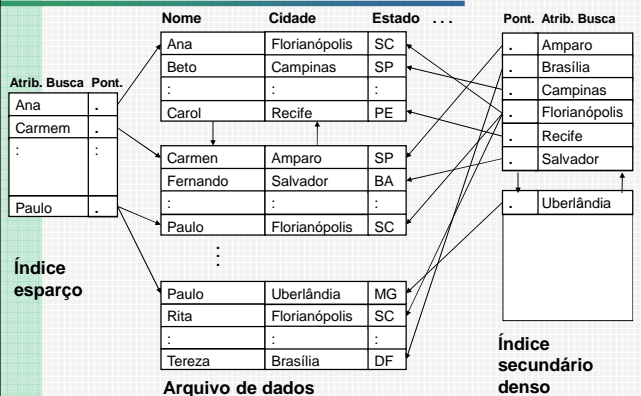 Nome Cidade Estado . . .
Pont. Atrib. Busca
Atrib. Busca Pont.
Ana .
Carmem .
: :
Paulo .
Índice
esparço
Ana Florianópolis SC
Beto Campinas SP
: : :
Carol Recife PE
Carmen Amparo SP
Fernando Salvador BA
: : :
Paulo Florianópolis SC
. . .
Paulo Uberlândia MG
Rita Florianópolis SC
: : :
Tereza Brasília DF
Arquivo de dados
. Amparo
. Brasília
. Campinas
. Florianópolis
. Recife
. Salvador
. Uberlândia
Índice
secundário
denso